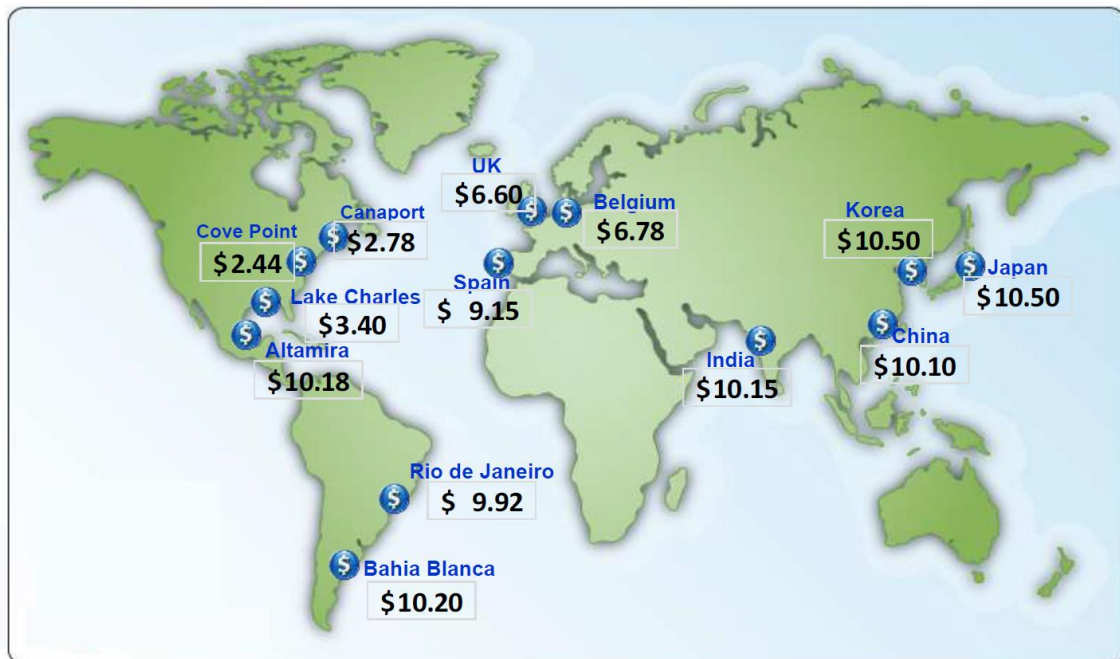 UK
$6.60
Belgium
$6.78
Canaport
$2.78
Cove Point
$2.44
Korea
$10.50
Japan
$10.50
Spain
$ 9.15
Lake Charles
$3.40
China
$10.10
Altamira
$10.18
India
$10.15
Rio de Janeiro
$ 9.92
Bahia Blanca
$10.20